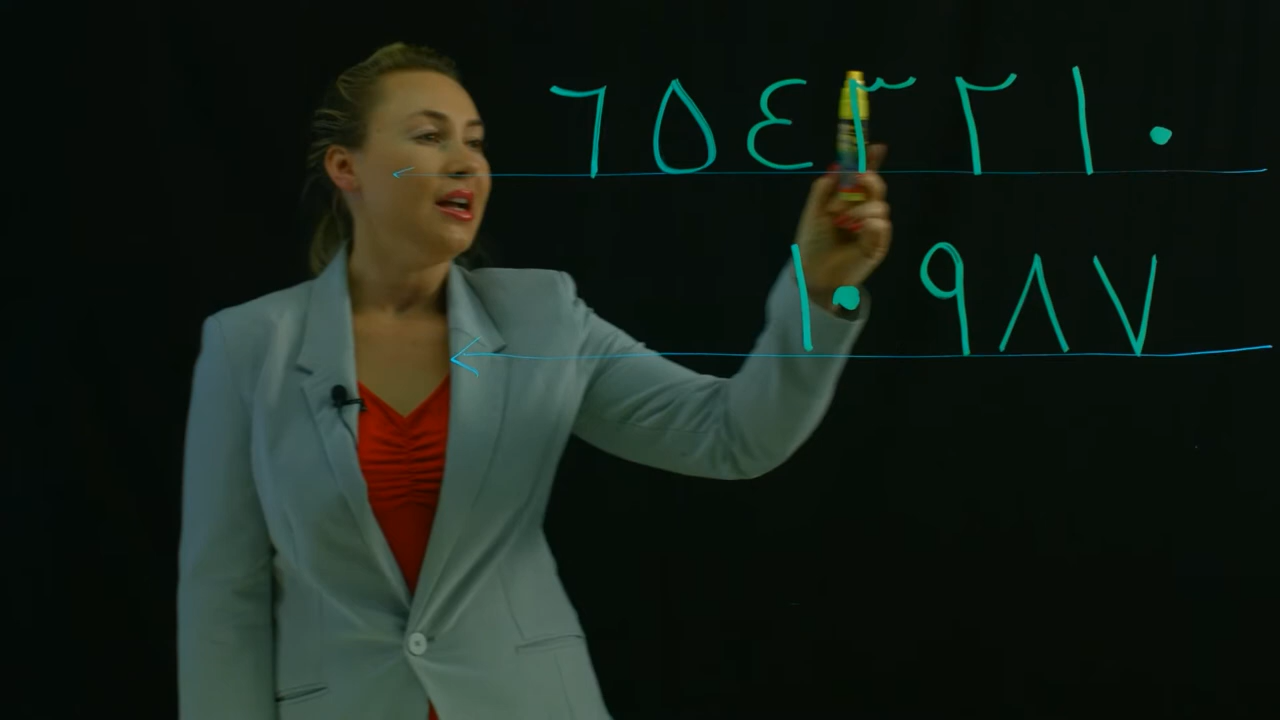 ٠ ١ ٢ ٣ ٤ ٥ ٦
٧ ٨ ٩ ١٠